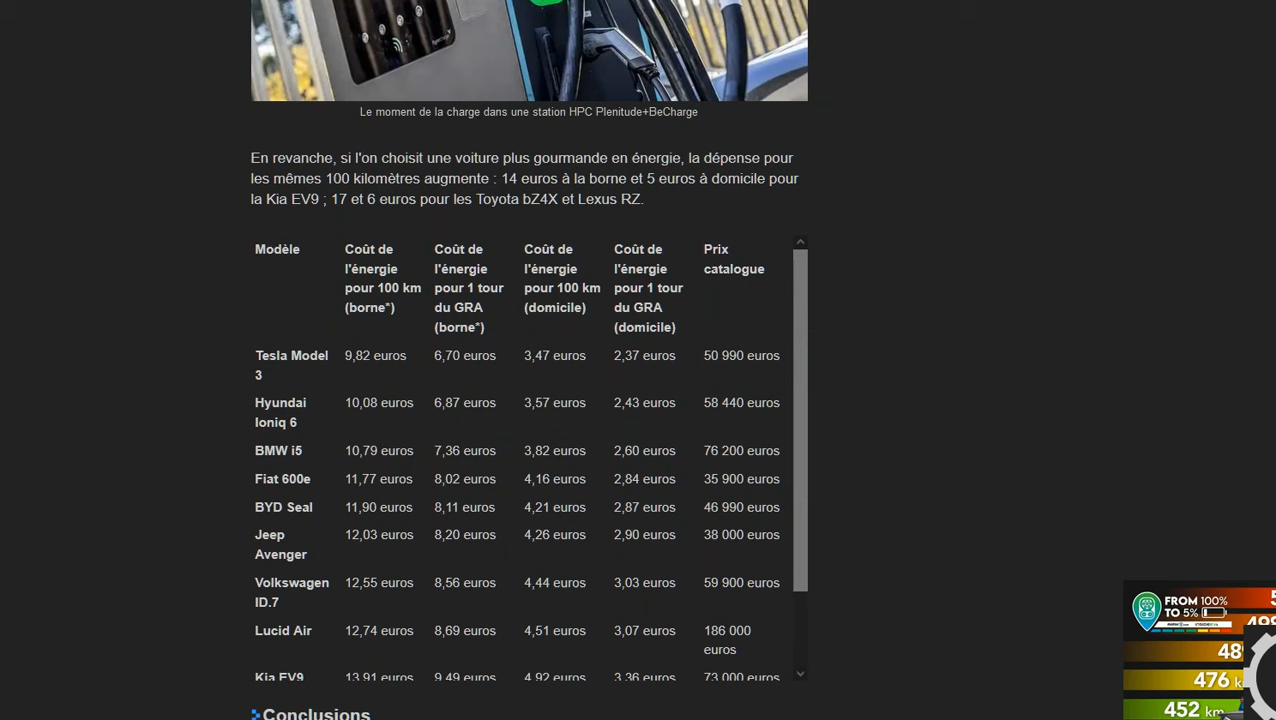 Le moment de la charge dans une station HPC Plenitude+BeCharge
En revanche, si l'on choisit une voiture plus gourmande en énergie, la dépense pour
les mêmes 100 kilomètres augmente : 14 euros à la borne et 5 euros à domicile pour
la Kia EV9 ; 17 et 6 euros pour les Toyota bZ4X et Lexus RZ.
Modèle Coût de Coût de Coût de Coût de Prix
l'énergie l'énergie l'énergie l'énergie catalogue
pour 100 km pour 1 tour pour 100 km pour 1 tour
(borne*) du GRA (domicile) du GRA
(borne*) (domicile)
Tesla Model 9,82 euros 6,70 euros 3,47 euros 2,37 euros 50 990 euros
3
Hyundai 10,08 euros 6,87 euros 3,57 euros 2,43 euros 58 440 euros
Ioniq 6
BMW i5 10,79 euros 7,36 euros 3,82 euros 2,60 euros 76 200 euros
Fiat 600e 11,77 euros 8,02 euros 4,16 euros 2,84 euros 35 900 euros
BYD Seal 11,90 euros 8,11 euros 4,21 euros 2,87 euros 46 990 euros
Jeep 12,03 euros 8,20 euros 4,26 euros 2,90 euros 38 000 euros
Avenger
Volkswagen 12,55 euros 8,56 euros 4,44 euros 3,03 euros 59 900 euros
ID.7
Lucid Air 12,74 euros 8,69 euros 4,51 euros 3,07 euros 186 000
euros
Kia EV9 13,91 euros 9,49 euros 4,92 euros 3,36 euros 73 000 euros
Conclusions
FROM 100%
TO 5%
48
476 k
452 km